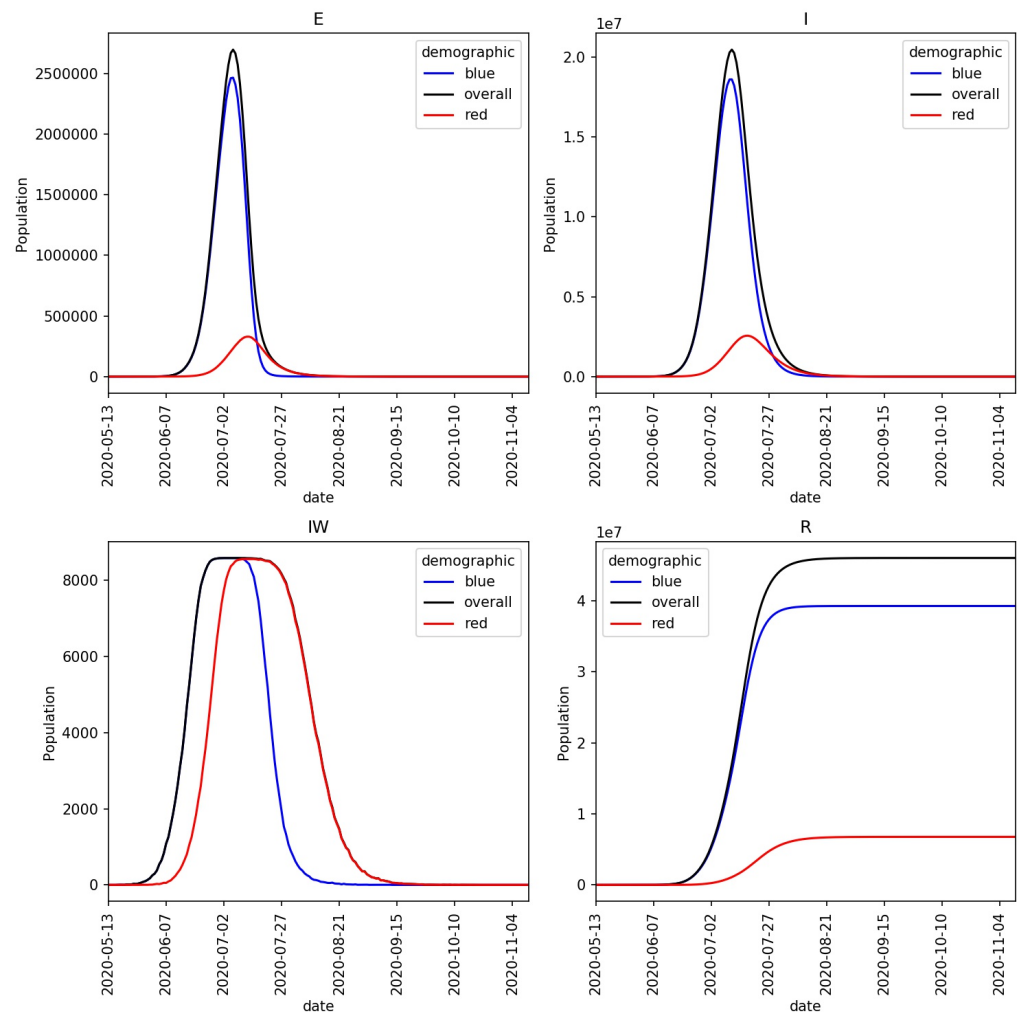 E
Population
2500000
2000000
1500000
1000000
500000
0
demographic
blue
overall
red
2020-05-13
2020-06-07
2020-07-02
2020-07-27
2020-08-21
2020-09-15
2020-10-10
2020-11-04
date
I
1e7
Population
2.0
1.5
1.0
0.5
0.0
demographic
blue
overall
red
2020-05-13
2020-06-07
2020-07-02
2020-07-27
2020-08-21
2020-09-15
2020-10-10
2020-11-04
date
IW
Population
8000
6000
4000
2000
0
demographic
blue
overall
red
2020-05-13
2020-06-07
2020-07-02
2020-07-27
2020-08-21
2020-09-15
2020-10-10
2020-11-04
date
R
1e7
Population
4
3
2
1
0
demographic
blue
overall
red
2020-05-13
2020-06-07
2020-07-02
2020-07-27
2020-08-21
2020-09-15
2020-10-10
2020-11-04
date